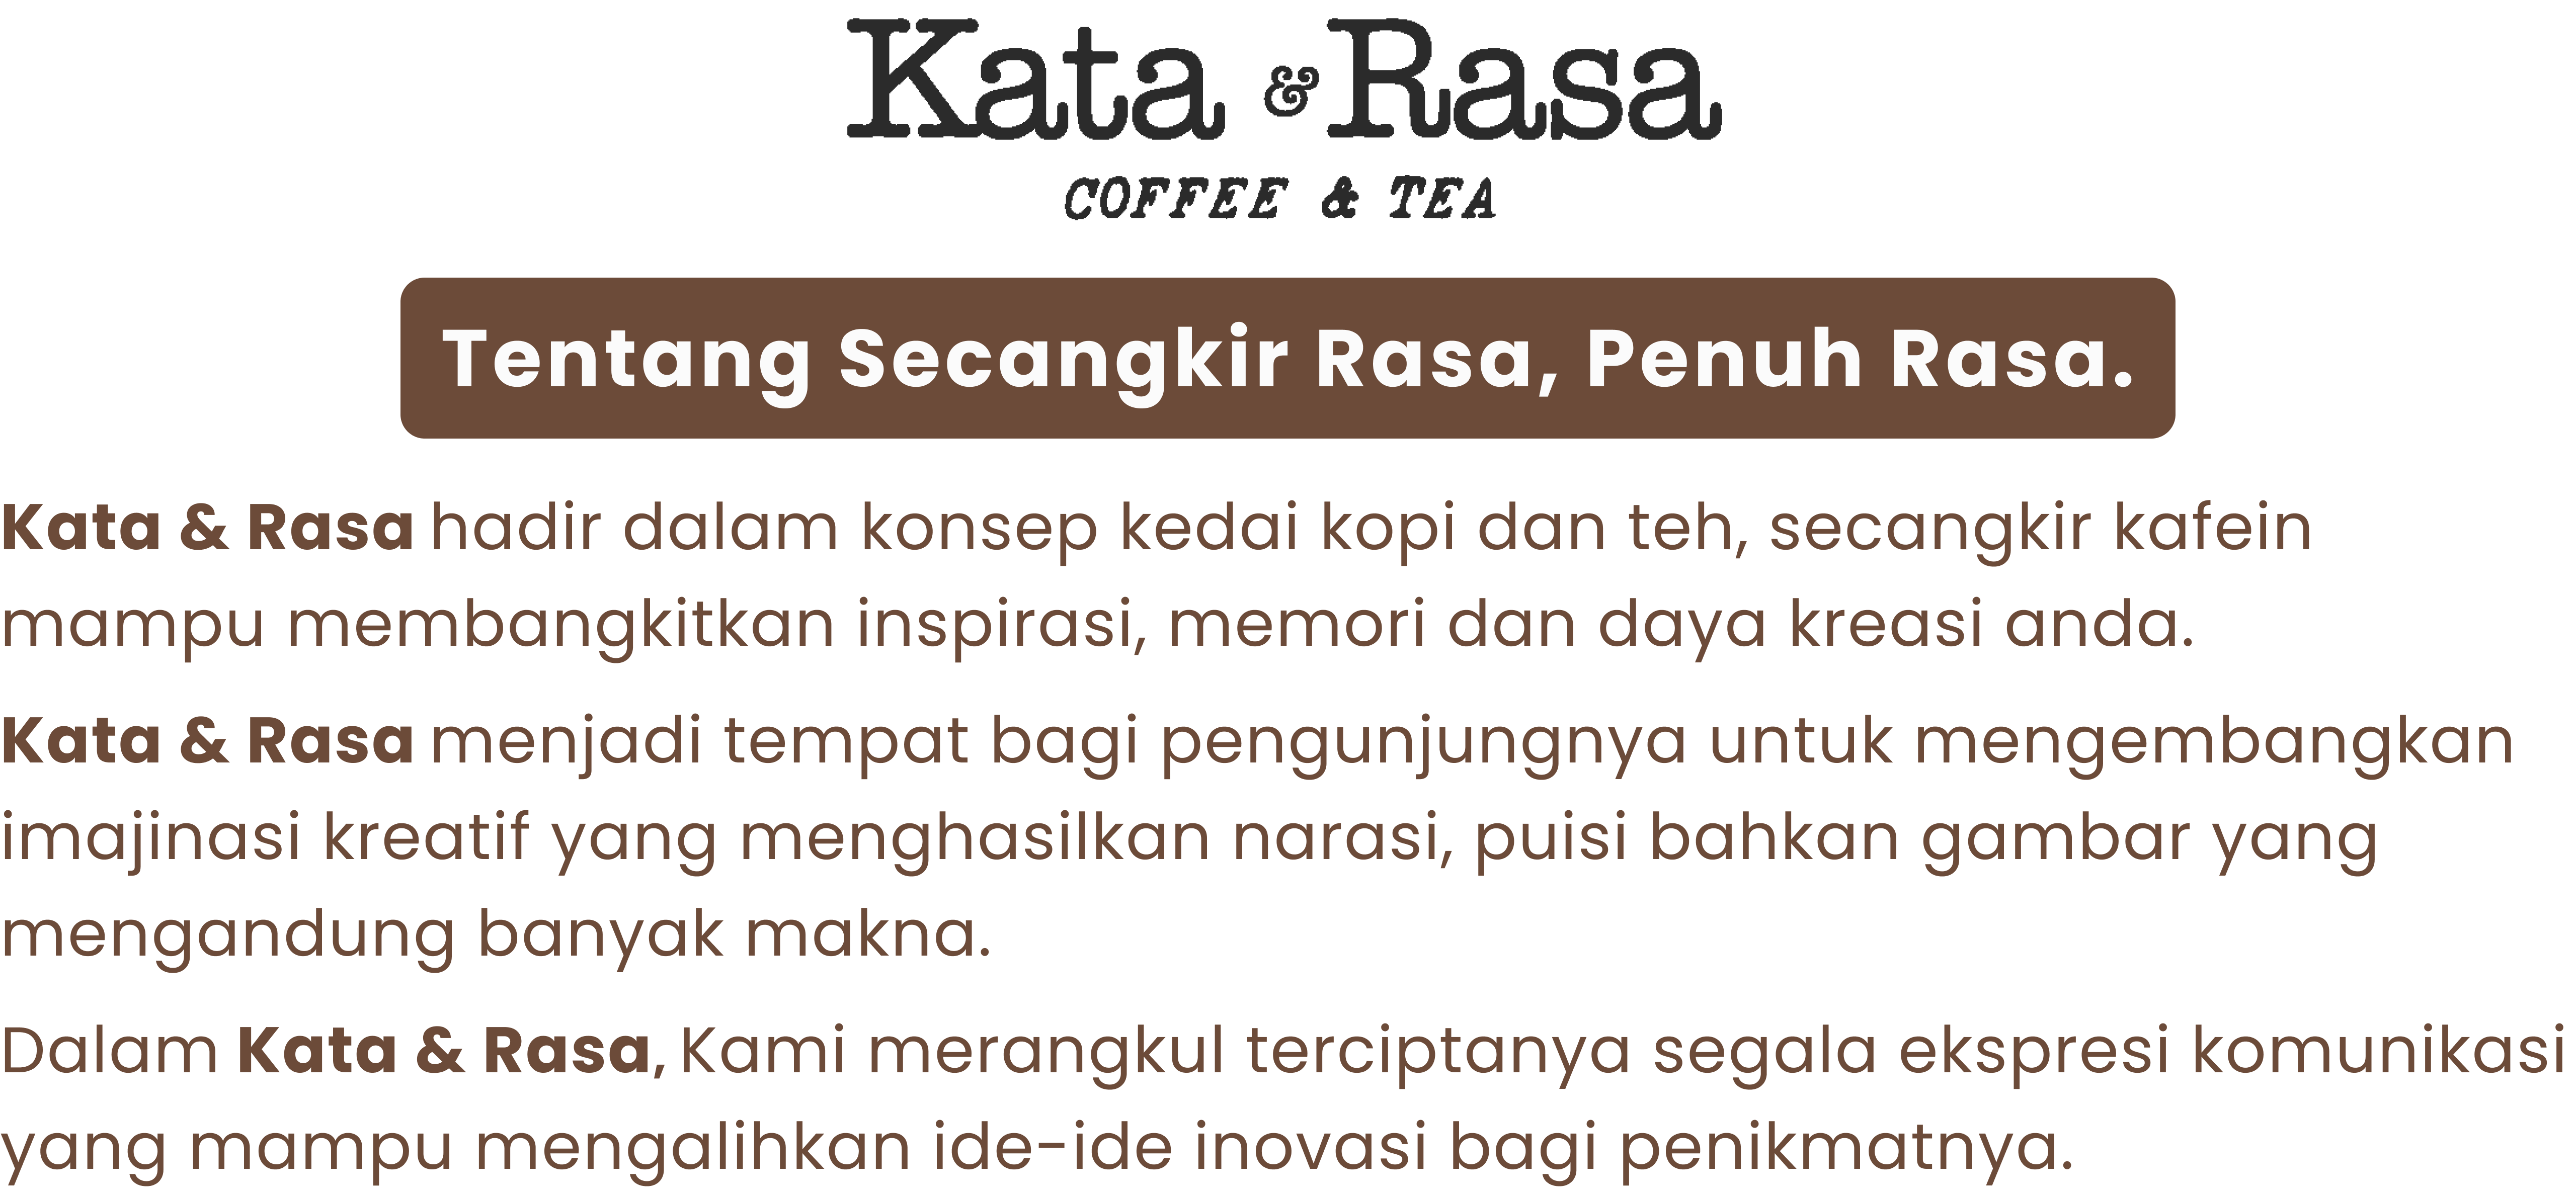 Kata & Rasa
COFFEE & TEA
Tentang Secangkir Rasa, Penuh Rasa.
Kata & Rasa hadir dalam konsep kedai kopi dan teh, secangkir kafein
mampu membangkitkan inspirasi, memori dan daya kreasi anda.
Kata & Rasa menjadi tempat bagi pengunjungnya untuk mengembangkan
imajinasi kreatif yang menghasilkan narasi, puisi bahkan gambar yang
mengandung banyak makna.
Dalam Kata & Rasa, Kami merangkul terciptanya segala ekspresi komunikasi
yang mampu mengalihkan ide-ide inovasi bagi penikmatnya.